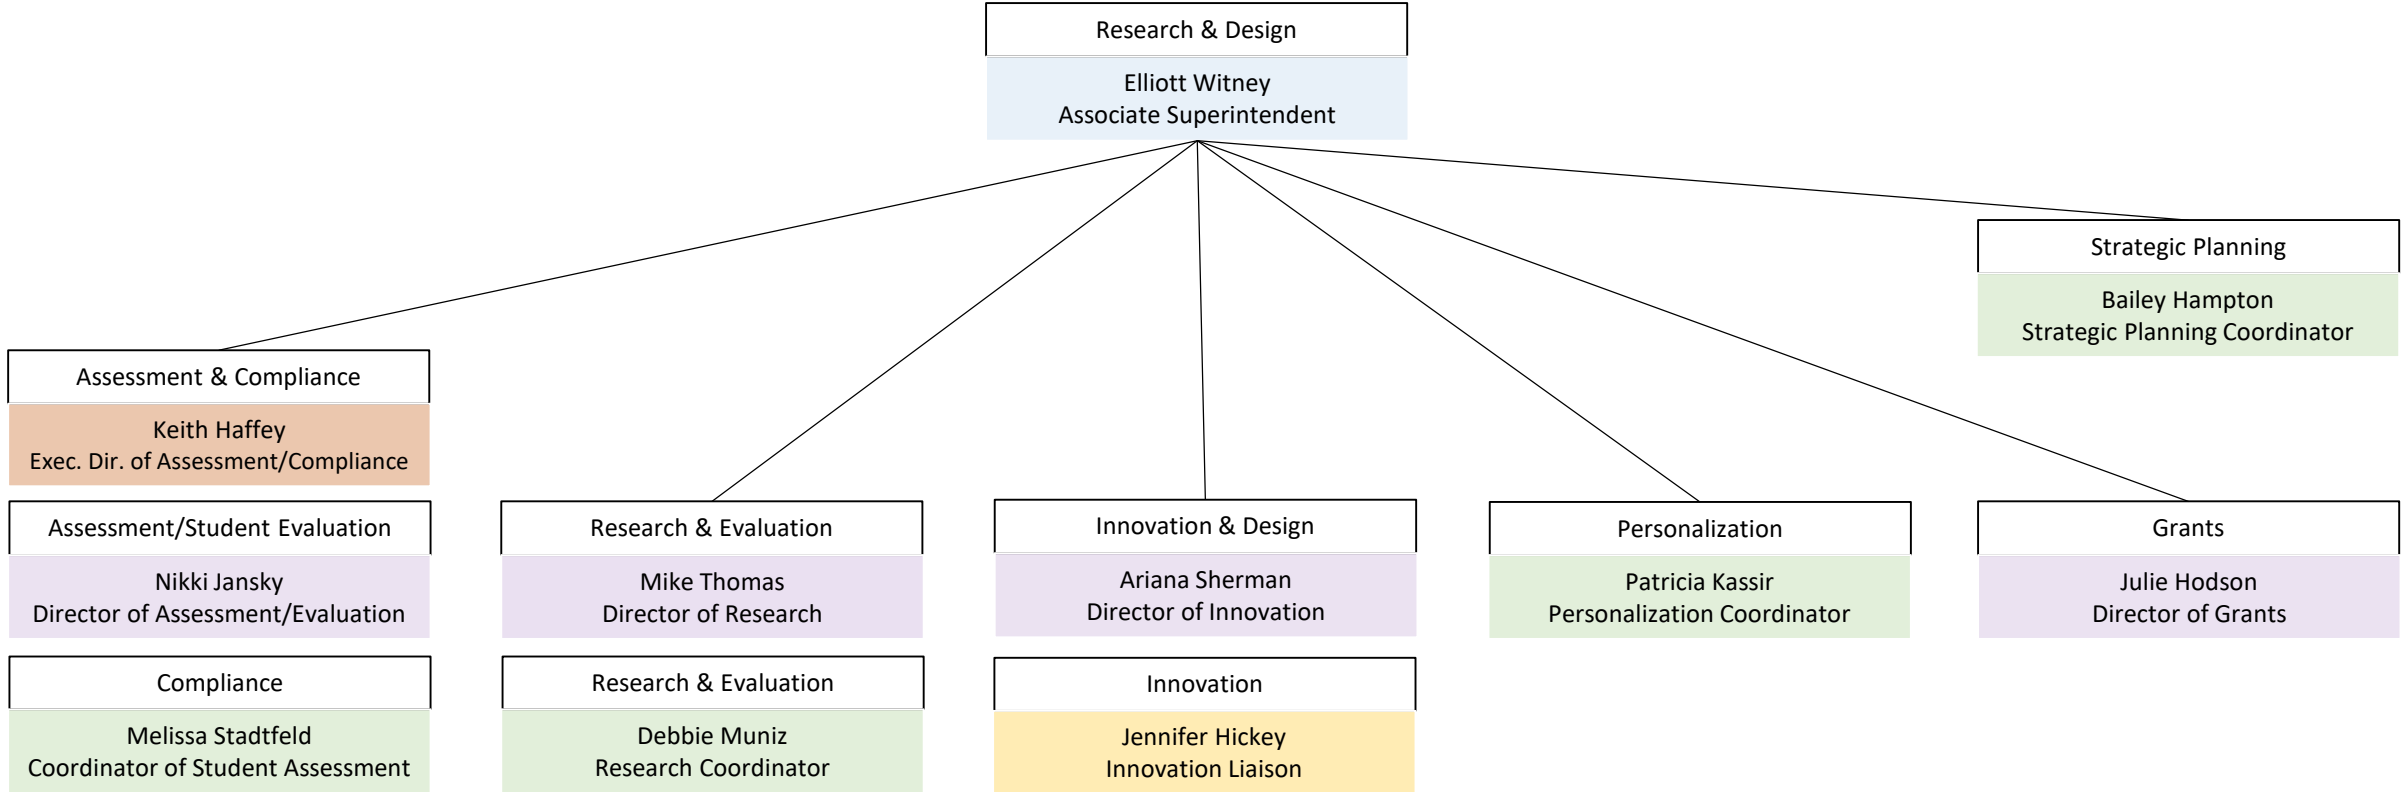 Research & Design
Elliott Witney
Associate Superintendent
Strategic Planning
Bailey Hampton
Strategic Planning Coordinator
Assessment & Compliance
Keith Haffey
Exec. Dir. of Assessment/Compliance
Assessment/Student Evaluation
Nikki Jansky
Director of Assessment/Evaluation
Research & Evaluation
Mike Thomas
Director of Research
Innovation & Design
Ariana Sherman
Director of Innovation
Personalization
Patricia Kassir
Personalization Coordinator
Grants
Julie Hodson
Director of Grants
Compliance
Melissa Stadtfeld
Coordinator of Student Assessment
Research & Evaluation
Debbie Muniz
Research Coordinator
Innovation
Jennifer Hickey
Innovation Liaison